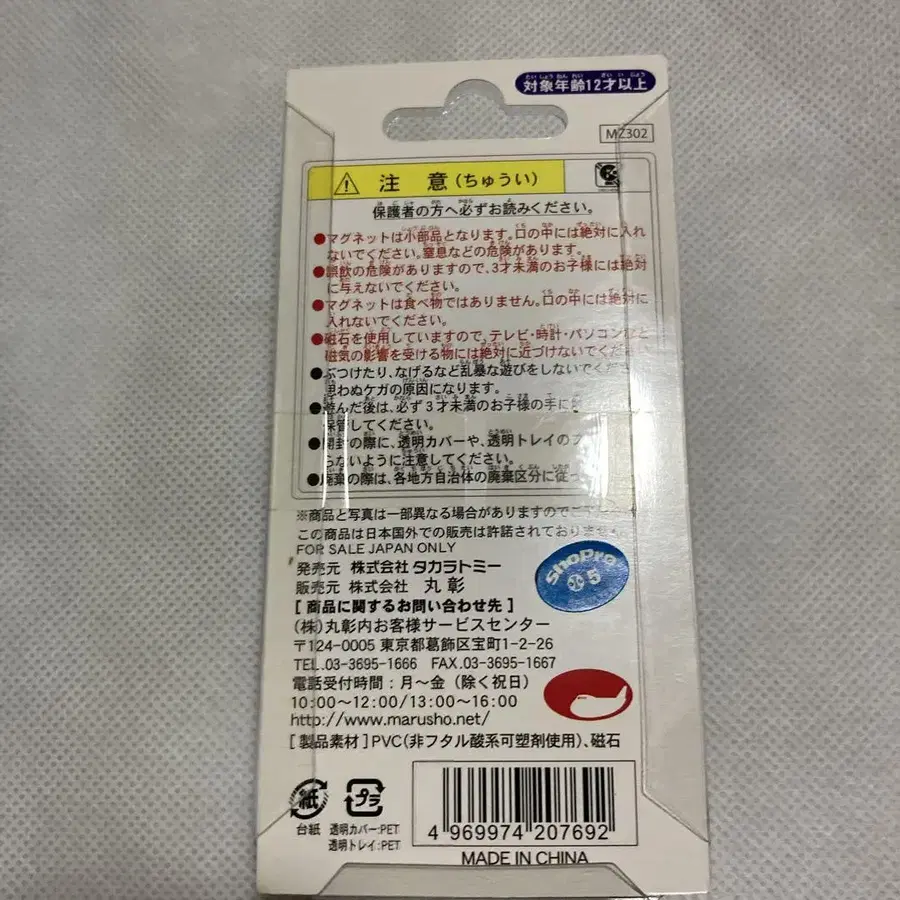 対象年齢12才以上
MZ302
注 意(ちゅうい)
保護者の方へ必ずお読みください。
●マグネットは小部品となります。口の中には絶対に入れ
ないでください。窒息などの危険があります。
●誤飲の危険がありますので、3才未満のお子様には絶対
に与えないでください。
●マグネットは食べ物ではありません。口の中には絶対に
入れないでください。
●磁石を使用していますので、テレビ・時計・パソコンなど
磁気の影響を受ける物には絶対に近づけないでください
●ぶつけたり、なげるなど乱暴な遊びをしないでくださ
思わぬケガの原因になります。
●遊んだ後は、必ず3才未満のお子様の手に
保管してください。
●開封の際に、透明カバーや、透明トレイのフ
らないように注意してください。
●廃棄の際は、各地方自治体の廃棄区分に従っ
※商品と写真は一部異なる場合がありますのでご了
この商品は日本国外での販売は許諾されておりません
FOR SALE JAPAN ONLY
発売元 株式会社 タカラトミー
販売元 株式会社 丸彰
ShoPro
5
[商品に関するお問い合わせ先]
(株)丸彰内お客様サービスセンター
〒124-0005 東京都葛飾区宝町1-2-26
TEL.03-3695-1666 FAX.03-3695-1667
電話受付時間:月～金(除く祝日)
10:00～12:00/13:00～16:00
http://www.marusho.net/
[製品素材]PVC(非フタル酸系可塑剤使用)、磁石
紙 プラ
台紙 透明カバー:PET
透明トレイ:PET
4 969974 207692
MADE IN CHINA